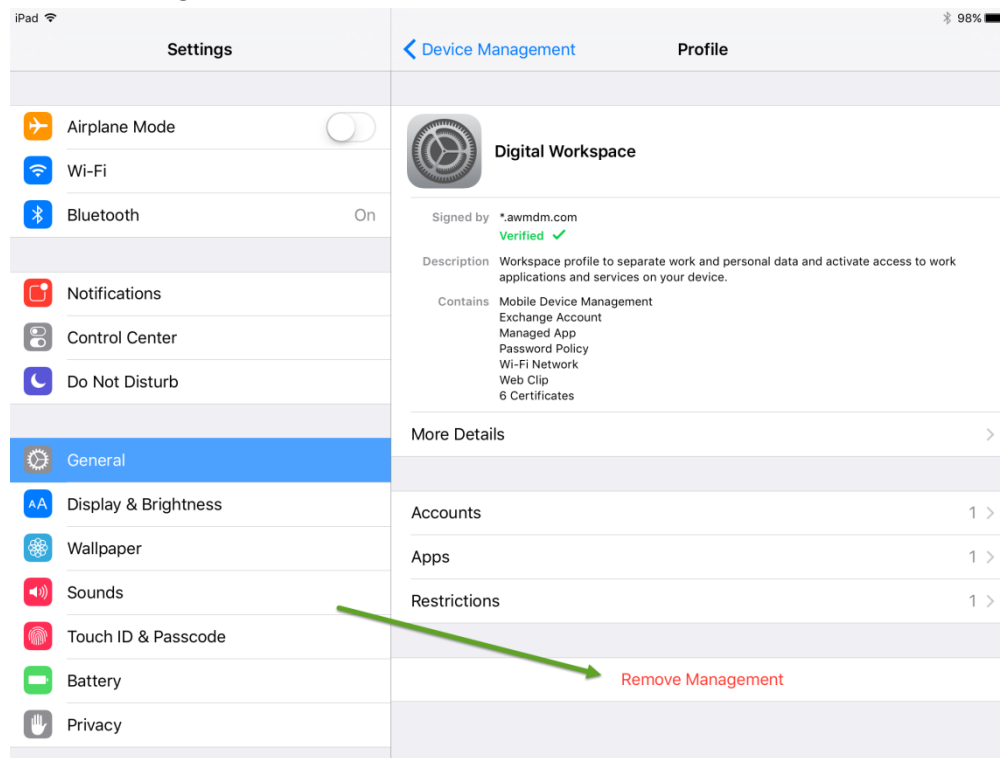 iPad
98%
Settings
Device Management
Profile
Airplane Mode
Wi-Fi
Bluetooth
On
Notifications
Control Center
Do Not Disturb
General
AA Display & Brightness
Wallpaper
Sounds
Touch ID & Passcode
Battery
Privacy
Digital Workspace
Signed by *.awmdm.com
Verified ✓
Description Workspace profile to separate work and personal data and activate access to work
applications and services on your device.
Contains Mobile Device Management
Exchange Account
Managed App
Password Policy
Wi-Fi Network
Web Clip
6 Certificates
More Details
Accounts 1
Apps 1
Restrictions 1
Remove Management